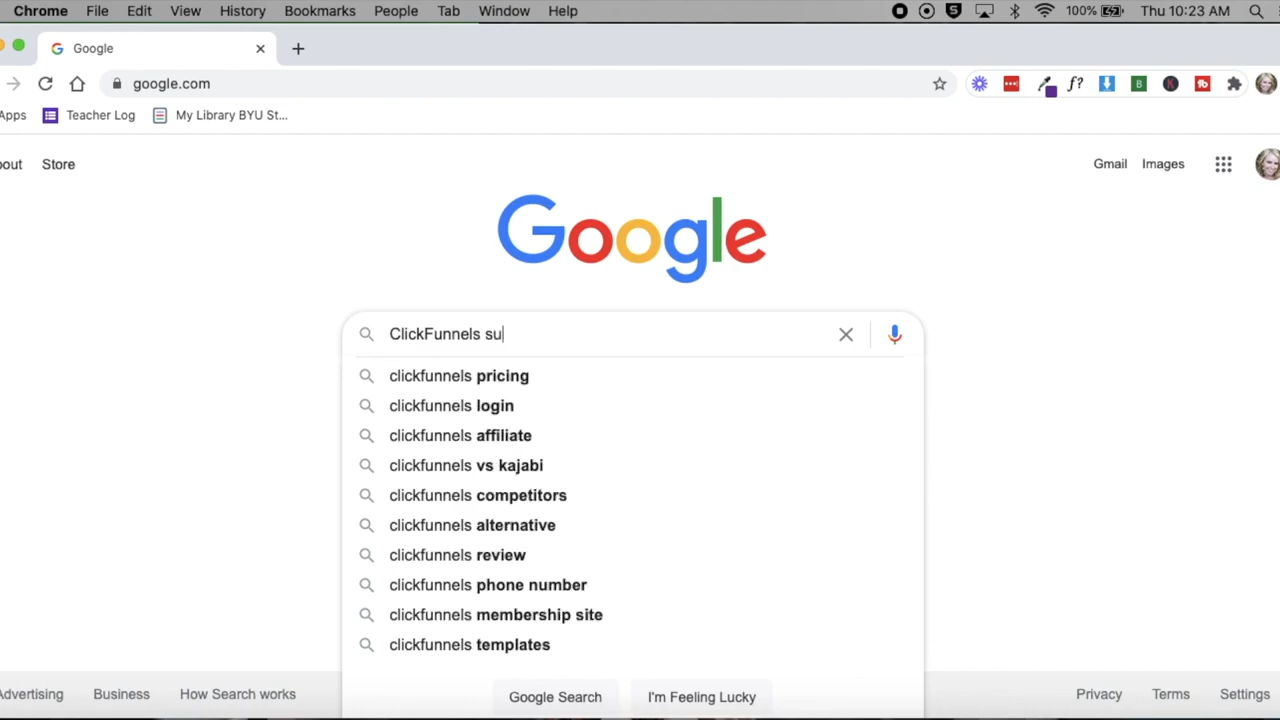 Chrome File Edit View History Bookmarks People Tab Window Help 100% Thu 10:23 AM
Google
google.com
f?
Apps Teacher Log My Library BYU St...
out Store Gmail Images
Google
ClickFunnels su
clickfunnels pricing
clickfunnels login
clickfunnels affiliate
clickfunnels vs kajabi
clickfunnels competitors
clickfunnels alternative
clickfunnels review
clickfunnels phone number
clickfunnels membership site
clickfunnels templates
Google Search I'm Feeling Lucky
Advertising Business How Search works Privacy Terms Settings